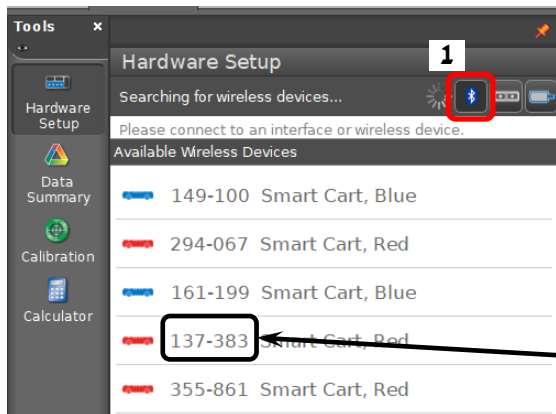 Tools x
Hardware Setup
1
Hardware
Setup
Searching for wireless devices...
Please connect to an interface or wireless device.
Available Wireless Devices
Data
Summary
149-100 Smart Cart, Blue
294-067 Smart Cart, Red
Calibration
161-199 Smart Cart, Blue
Calculator
137-383 Smart Cart, Red
355-861 Smart Cart, Red